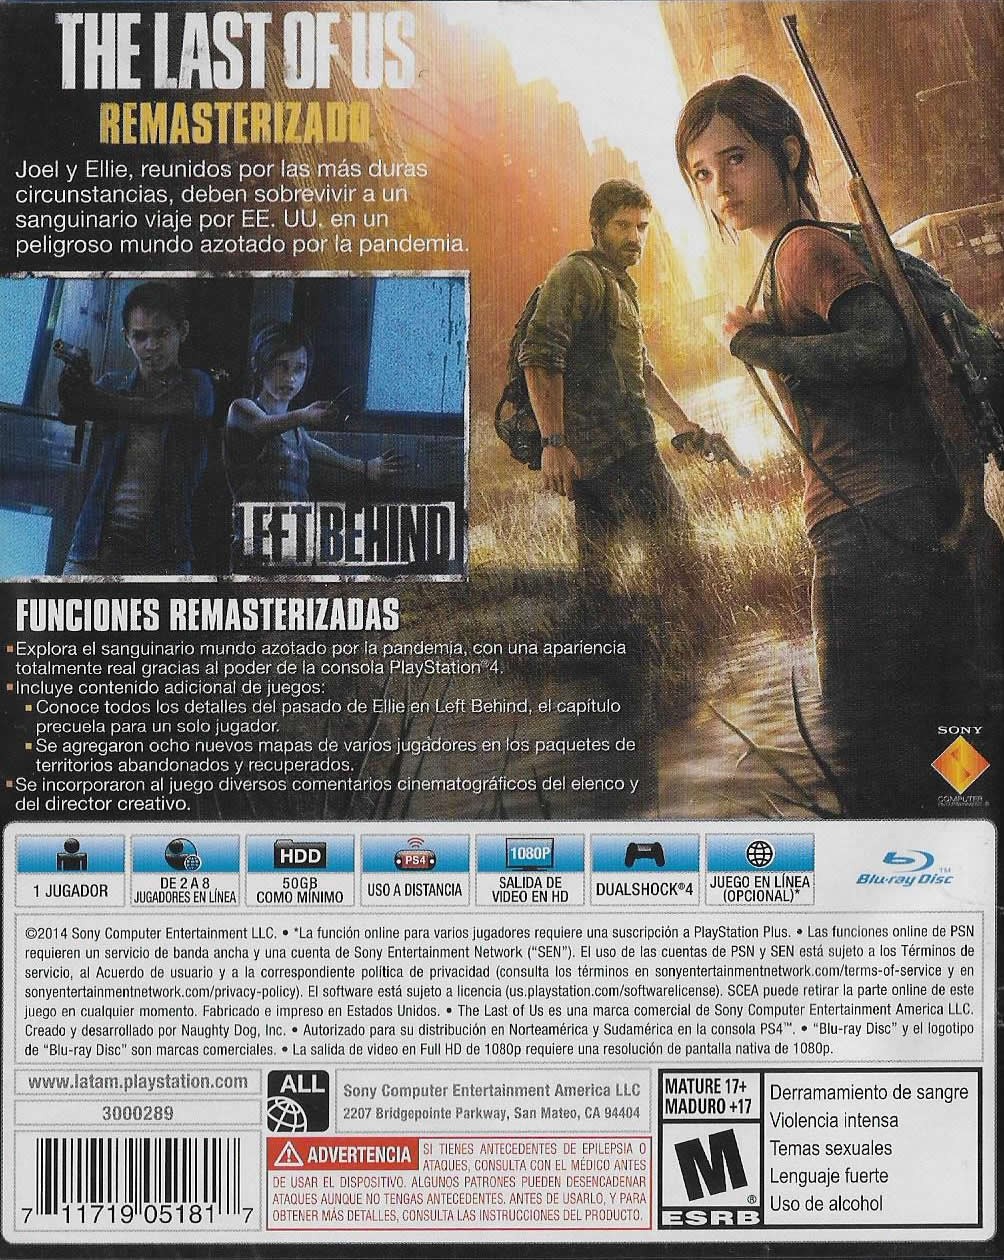 THE LAST OF US
REMASTERIZADO
Joel y Ellie, reunidos por las más duras
circunstancias, deben sobrevivir a un
sanguinario viaje por EE. UU. en un
peligroso mundo azotado por la pandemia.
LEFT BEHIND
FUNCIONES REMASTERIZADAS
▪Explora el sanguinario mundo azotado por la pandemia, con una apariencia
totalmente real gracias al poder de la consola PlayStation®4.
▪Incluye contenido adicional de juegos:
▪Conoce todos los detalles del pasado de Ellie en Left Behind, el capítulo
precuela para un solo jugador.
▪Se agregaron ocho nuevos mapas de varios jugadores en los paquetes de
territorios abandonados y recuperados.
▪Se incorporaron al juego diversos comentarios cinematográficos del elenco y
del director creativo.
SONY
COMPUTER
ENTERTAINMENT ®
1 JUGADOR
DE 2 A 8
JUGADORES EN LÍNEA
HDD
50GB
COMO MÍNIMO
PS4
USO A DISTANCIA
1080P
SALIDA DE
VIDEO EN HD
DUALSHOCK®4
JUEGO EN LÍNEA
(OPCIONAL)*
Blu-ray Disc™
©2014 Sony Computer Entertainment LLC. • *La función online para varios jugadores requiere una suscripción a PlayStation Plus. • Las funciones online de PSN
requieren un servicio de banda ancha y una cuenta de Sony Entertainment Network (“SEN”). El uso de las cuentas de PSN y SEN está sujeto a los Términos de
servicio, al Acuerdo de usuario y a la correspondiente política de privacidad (consulta los términos en sonyentertainmentnetwork.com/terms-of-service y en
sonyentertainmentnetwork.com/privacy-policy). El software está sujeto a licencia (us.playstation.com/softwarelicense). SCEA puede retirar la parte online de este
juego en cualquier momento. Fabricado e impreso en Estados Unidos. • The Last of Us es una marca comercial de Sony Computer Entertainment America LLC.
Creado y desarrollado por Naughty Dog, Inc. • Autorizado para su distribución en Norteamérica y Sudamérica en la consola PS4™. • “Blu-ray Disc” y el logotipo
de “Blu-ray Disc” son marcas comerciales. • La salida de video en Full HD de 1080p requiere una resolución de pantalla nativa de 1080p.
www.latam.playstation.com
3000289
7 11719 05181 7
ALL
Sony Computer Entertainment America LLC
2207 Bridgepointe Parkway, San Mateo, CA 94404
ADVERTENCIA
SI TIENES ANTECEDENTES DE EPILEPSIA O
ATAQUES, CONSULTA CON EL MÉDICO ANTES
DE USAR EL DISPOSITIVO. ALGUNOS PATRONES PUEDEN DESENCADENAR
ATAQUES AUNQUE NO TENGAS ANTECEDENTES. ANTES DE USARLO, Y PARA
OBTENER MÁS DETALLES, CONSULTA LAS INSTRUCCIONES DEL PRODUCTO.
MATURE 17+
MADURO +17
M
®
ESRB
Derramamiento de sangre
Violencia intensa
Temas sexuales
Lenguaje fuerte
Uso de alcohol